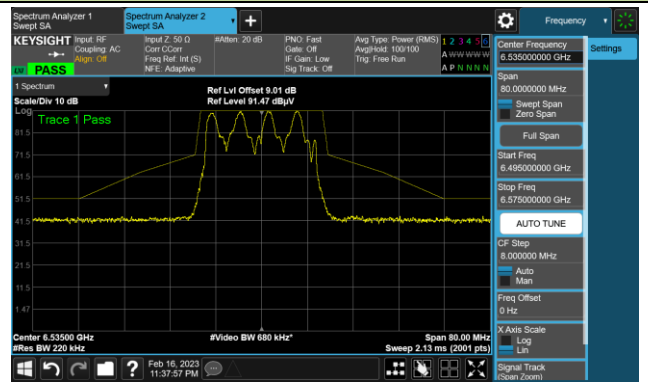 Spectrum Analyzer 1
Swept SA
Spectrum Analyzer 2
Swept SA
Frequency
KEYSIGHT
Input: RF
Coupling: AC
Align: Off
Input Z: 50 Ω
Corr CCorr
Freq Ref: Int (S)
NFE: Adaptive
#Atten: 20 dB
PNO: Fast
Gate: Off
IF Gain: Low
Sig Track: Off
Avg Type: Power (RMS)
Avg|Hold: 100/100
Trig: Free Run
1 2 3 4 5 6
A W W W W W
A P N N N N
PASS
1 Spectrum
Scale/Div 10 dB
Ref Lvl Offset 9.01 dB
Ref Level 91.47 dBµV
Log
Trace 1 Pass
81.5
71.5
61.5
51.5
41.5
31.5
21.5
11.5
1.47
Center 6.53500 GHz
#Res BW 220 kHz
#Video BW 680 kHz*
Span 80.00 MHz
Sweep 2.13 ms (2001 pts)
Feb 16, 2023
11:37:57 PM
Center Frequency
6.535000000 GHz
Settings
Span
80.0000000 MHz
Swept Span
Zero Span
Full Span
Start Freq
6.495000000 GHz
Stop Freq
6.575000000 GHz
AUTO TUNE
CF Step
8.000000 MHz
Auto
Man
Freq Offset
0 Hz
X Axis Scale
Log
Lin
Signal Track
(Span Zoom)